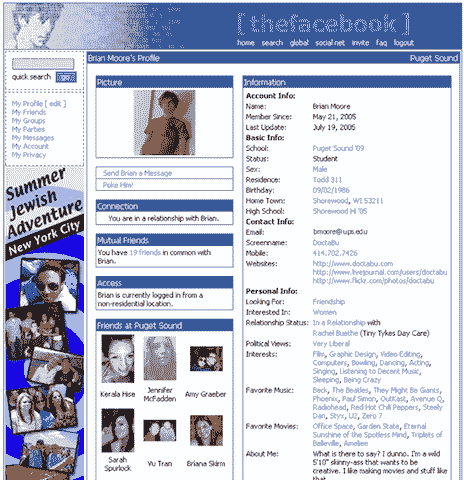 [ thefacebook ]
home search global social net invite faq logout
quick search go
My Profile [ edit ]
My Friends
My Groups
My Parties
My Messages
My Account
My Privacy
Summer
Jewish
Adventure
New York City
Brian Moore's Profile
Puget Sound
Picture
Send Brian a Message
Poke Him!
Connection
You are in a relationship with Brian.
Mutual Friends
You have 19 friends in common with
Brian.
Access
Brian is currently logged in from a
non-residential location.
Friends at Puget Sound
Keralia Hise
Jennifer
McFadden
Amy Graeber
Sarah
Spurlock
Vu Tran
Briana Skirm
Information
Account Info:
Name: Brian Moore
Member Since: May 21, 2005
Last Update: July 19, 2005
Basic Info:
School: Puget Sound '09
Status: Student
Sex: Male
Residence: Todd 311
Birthday: 09/02/1986
Home Town: Shorewood, WI 53211
High School: Shorewood Hi '05
Contact Info:
Email: bmoore@ups.edu
Screenname: DoctaBu
Mobile: 414.702.7426
Websites: http://www.doctabu.com
http://www.livejournal.com/users/doctabu
http://www.flickr.com/photos/doctabu
Personal Info:
Looking For: Friendship
Interested In: Women
Relationship Status: In a Relationship with
Rachel Buethe (Tiny Tykes Day Care)
Political Views: Very Liberal
Interests: Film, Graphic Design, Video Editing,
Computers, Bowling, Dancing, Acting,
Singing, Listening to Decent Music,
Sleeping, Being Crazy
Favorite Music: Beck, The Beatles, They Might Be Giants,
Phoenix, Paul Simon, OutKast, Avenue Q,
Radiohead, Red Hot Chili Peppers, Steely
Dan, Styx, U2, Zero 7
Favorite Movies: Office Space, Garden State, Eternal
Sunshine of the Spotless Mind, Triplets of
Belleville, Amelie
About Me: What is there to say? I dunno. I'm a wild
5'10" skinny-ass that wants to be
creative. I like making movies and stuff like
that.